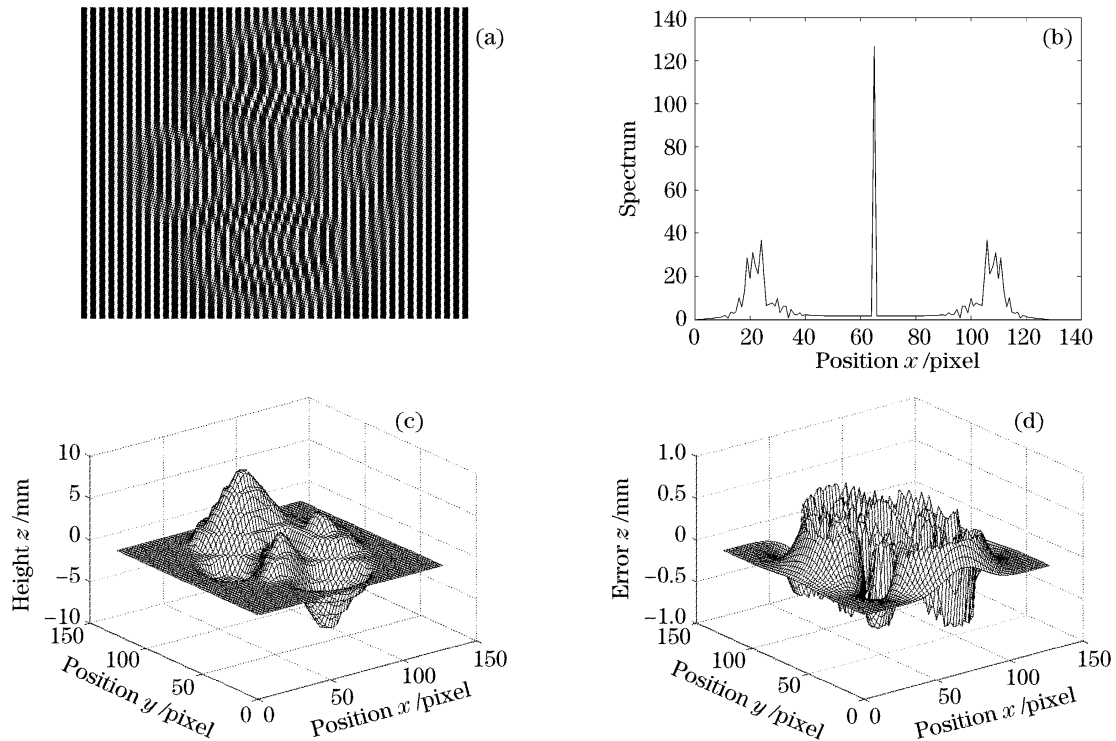 (a)
(b)
140
120
100
80
60
40
20
0
Spectrum
0 20 40 60 80 100 120 140
Position x /pixel
(c)
10
5
0
−5
−10
Height z /mm
150
100
50
0
Position y /pixel
0
50
100
150
Position x /pixel
(d)
1.0
0.5
0
−0.5
−1.0
Error z /mm
150
100
50
0
Position y /pixel
0
50
100
150
Position x /pixel